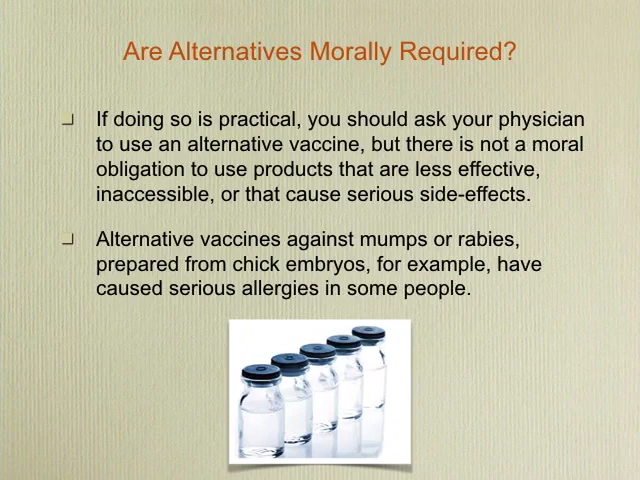 Are Alternatives Morally Required?
If doing so is practical, you should ask your physician
to use an alternative vaccine, but there is not a moral
obligation to use products that are less effective,
inaccessible, or that cause serious side-effects.
Alternative vaccines against mumps or rabies,
prepared from chick embryos, for example, have
caused serious allergies in some people.